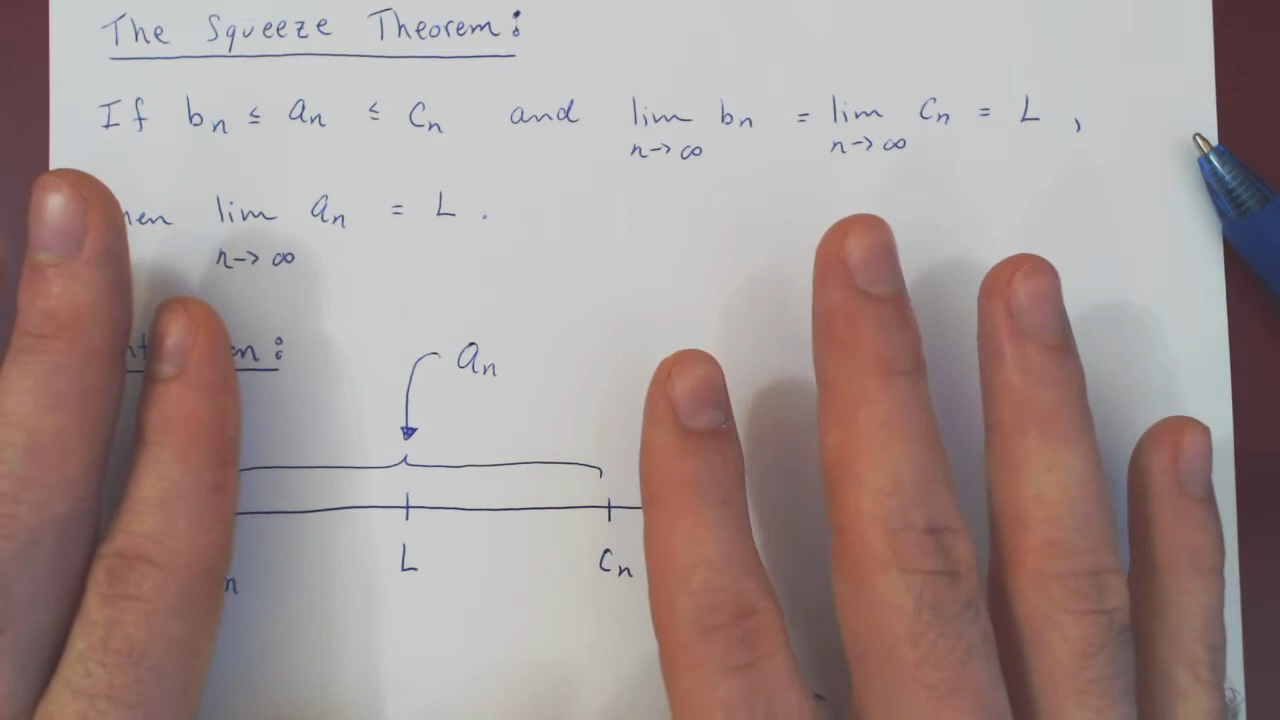 The Squeeze Theorem:
If bn ≤ an ≤ cn and lim bn = lim cn = L ,
n→∞ n→∞
lim an = L .
n→∞
an
L cn